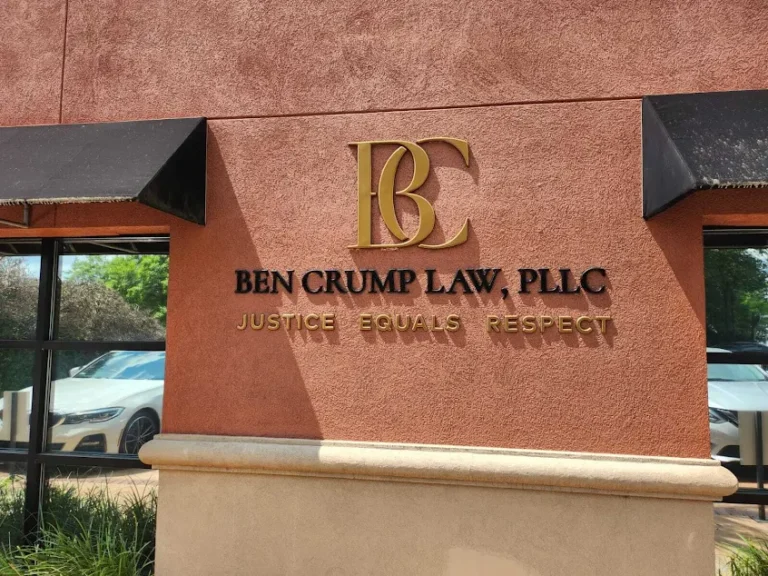 BC
BEN CRUMP LAW, PLLC
JUSTICE EQUALS RESPECT